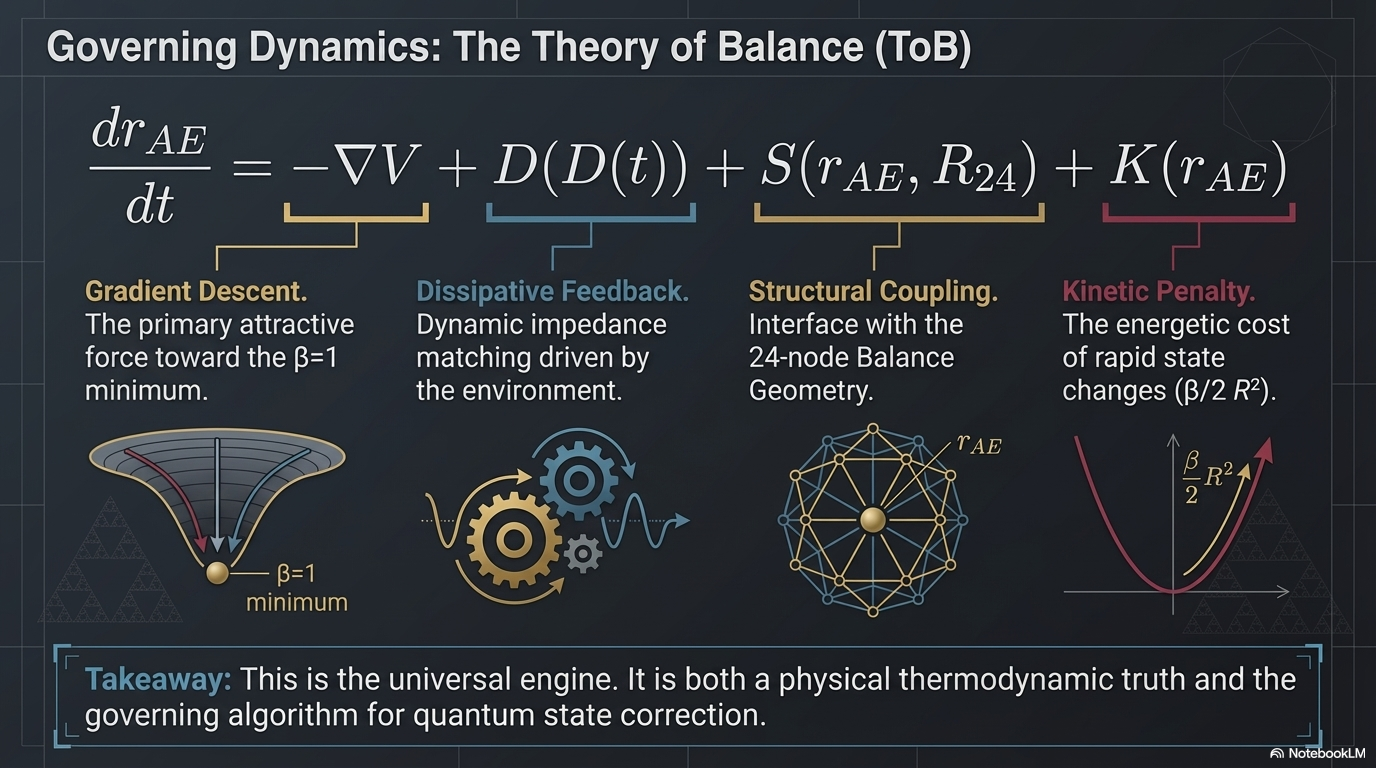 Governing Dynamics: The Theory of Balance (ToB)
dr_AE/dt = −∇V + D(D(t)) + S(r_AE, R_24) + K(r_AE)
Gradient Descent.
The primary attractive
force toward the β=1
minimum.
Dissipative Feedback.
Dynamic impedance
matching driven by
the environment.
Structural Coupling.
Interface with the
24-node Balance
Geometry.
Kinetic Penalty.
The energetic cost
of rapid state
changes (β/2 R²).
β=1
minimum
r_AE
β/2 R²
Takeaway: This is the universal engine. It is both a physical thermodynamic truth and the
governing algorithm for quantum state correction.
NotebookLM